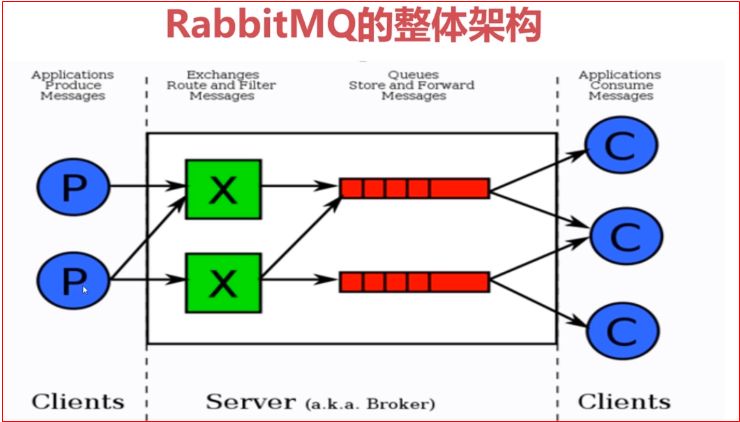 RabbitMQ的整体架构
Applications
Produce
Messages
Exchanges
Route and Filter
Messages
Queues
Store and Forward
Messages
Applications
Consume
Messages
P
X
C
P
X
C
C
Clients
Server (a.k.a. Broker)
Clients